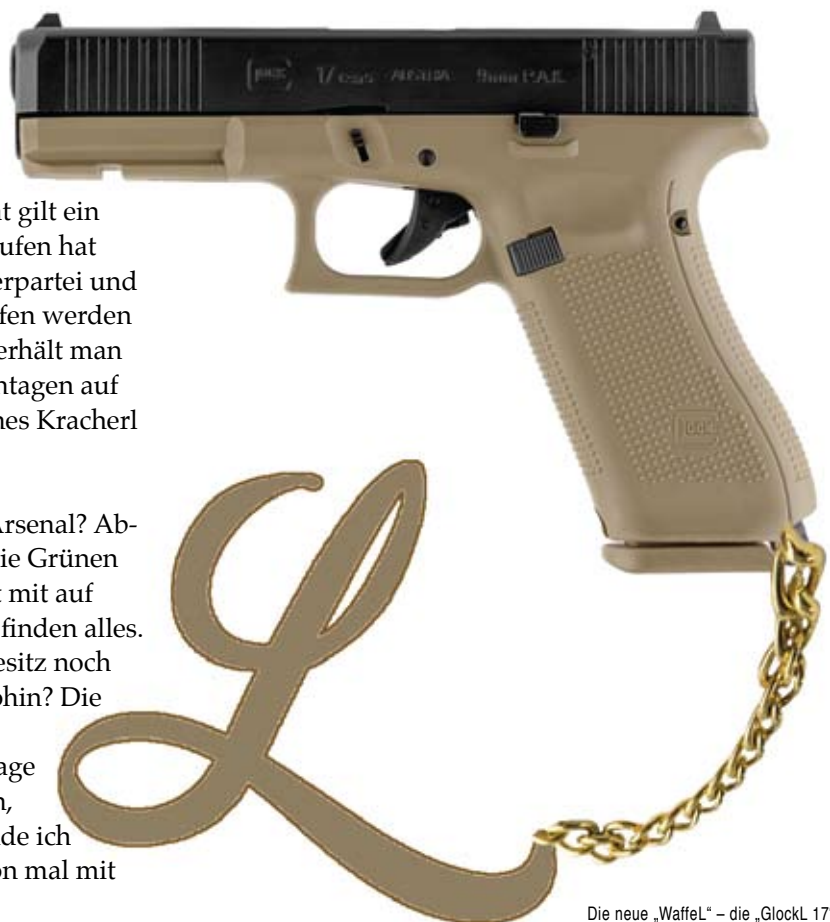 GLOCK 17 Gen5 AUSTRIA 9mm P.A.K.
t gilt ein
ufen hat
erpartei und
fen werden
erhält man
ntagen auf
nes Kracherl
Arsenal? Ab-
ie Grünen
t mit auf
finden alles.
esitz noch
ohin? Die
age
n,
de ich
on mal mit
GLOCK
L
Die neue „WaffeL“ – die „GlockL 17“